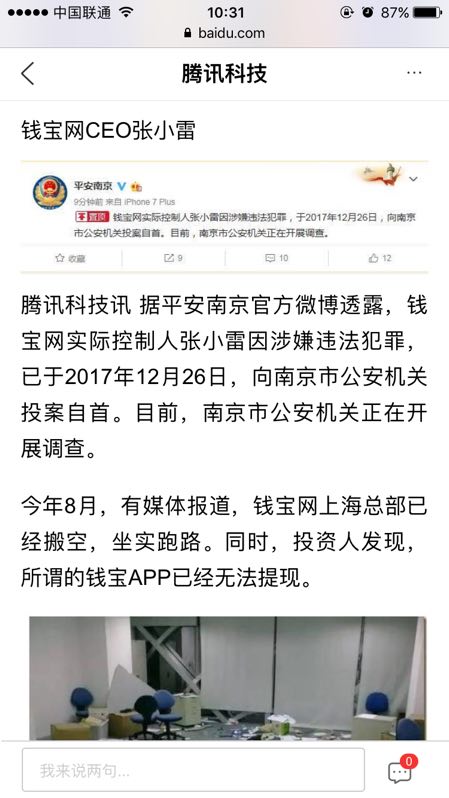 中国联通 10:31 87%
baidu.com
腾讯科技
钱宝网CEO张小雷
平安南京
9分钟前 来自 iPhone 7 Plus
置顶 钱宝网实际控制人张小雷因涉嫌违法犯罪，于2017年12月26日，向南京
市公安机关投案自首。目前，南京市公安机关正在开展调查。
收藏 9 10 12
腾讯科技讯 据平安南京官方微博透露，钱
宝网实际控制人张小雷因涉嫌违法犯罪，
已于2017年12月26日，向南京市公安机关
投案自首。目前，南京市公安机关正在开
展调查。
今年8月，有媒体报道，钱宝网上海总部已
经搬空，坐实跑路。同时，投资人发现，
所谓的钱宝APP已经无法提现。
我来说两句...
0